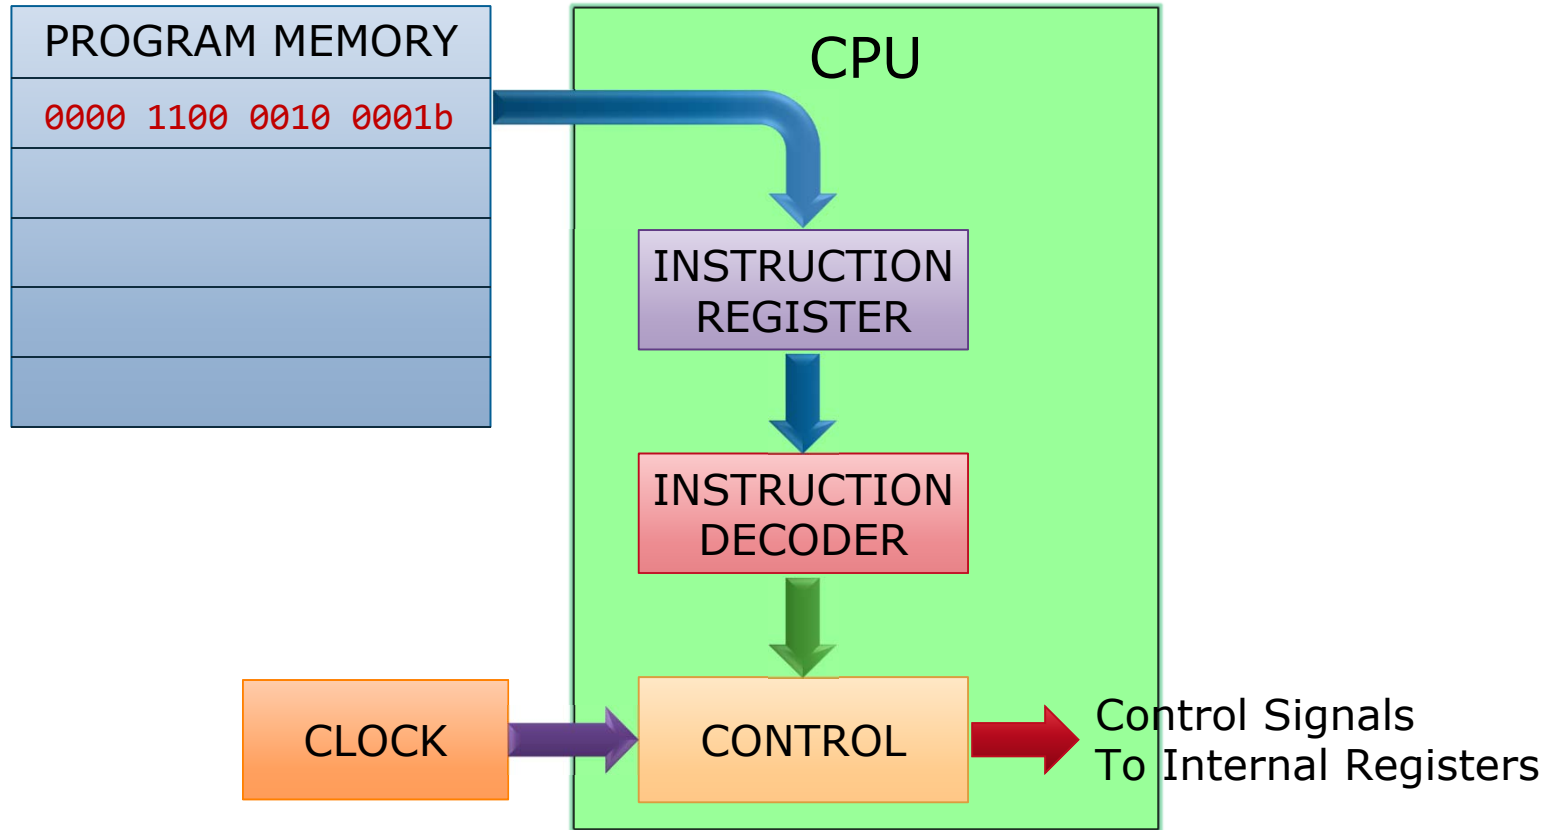 PROGRAM MEMORY
0000 1100 0010 0001b
CPU
INSTRUCTION
REGISTER
INSTRUCTION
DECODER
CLOCK
CONTROL
Control Signals
To Internal Registers